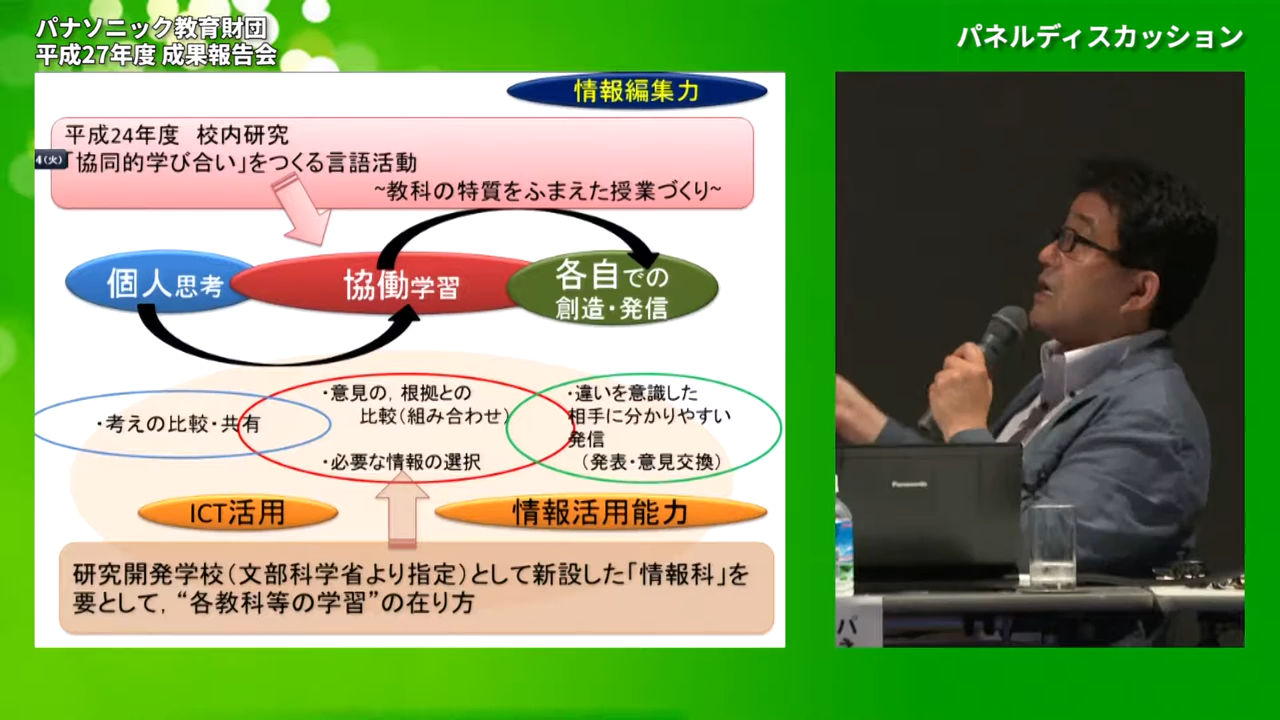 パナソニック教育財団
平成27年度 成果報告会
パネルディスカッション
情報編集力
平成24年度 校内研究
4(火)
「協同的学び合い」をつくる言語活動
~教科の特質をふまえた授業づくり~
個人思考
協働学習
各自での
創造・発信
・考えの比較・共有
・意見の，根拠との
比較（組み合わせ）
・必要な情報の選択
・違いを意識した
相手に分かりやすい
発信
（発表・意見交換）
ICT活用
情報活用能力
研究開発学校（文部科学省より指定）として新設した「情報科」を
要として，“各教科等の学習”の在り方
Panasonic
パ
ネ